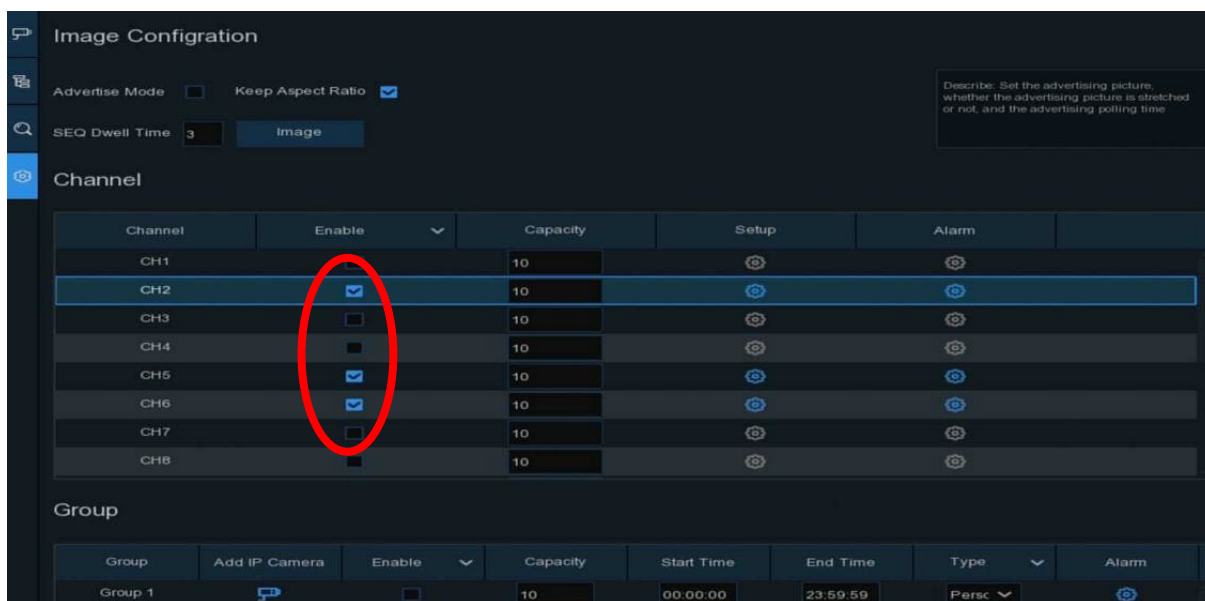 Image Configration
Advertise Mode Keep Aspect Ratio
SEQ Dwell Time 3 Image
Describe: Set the advertising picture,
whether the advertising picture is stretched
or not, and the advertising polling time
Channel
Channel Enable Capacity Setup Alarm
CH1 10
CH2 10
CH3 10
CH4 10
CH5 10
CH6 10
CH7 10
CH8 10
Group
Group Add IP Camera Enable Capacity Start Time End Time Type Alarm
Group 1 10 00:00:00 23:59:59 Persc